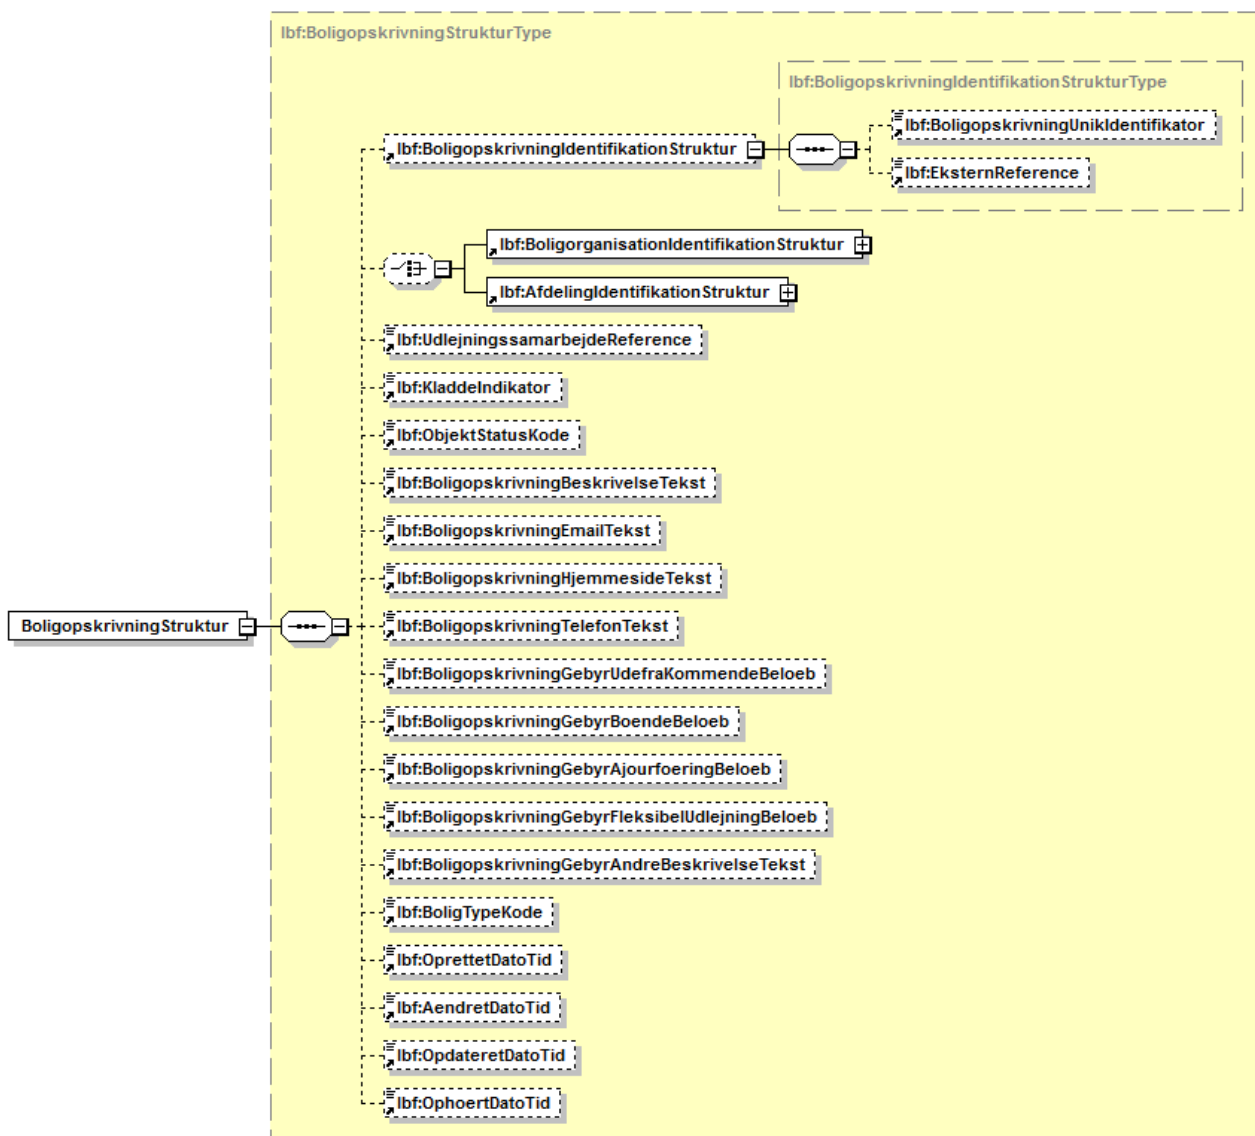 lbf:BoligopskrivningStrukturType
lbf:BoligopskrivningIdentifikationStrukturType
lbf:BoligopskrivningUnikIdentifikator
lbf:BoligopskrivningIdentifikationStruktur
lbf:EksternReference
lbf:BoligorganisationIdentifikationStruktur
lbf:AfdelingIdentifikationStruktur
lbf:UdlejningssamarbejdeReference
lbf:KladdeIndikator
lbf:ObjektStatusKode
lbf:BoligopskrivningBeskrivelseTekst
lbf:BoligopskrivningEmailTekst
lbf:BoligopskrivningHjemmesideTekst
BoligopskrivningStruktur
lbf:BoligopskrivningTelefonTekst
lbf:BoligopskrivningGebyrUdefraKommendeBeloeb
lbf:BoligopskrivningGebyrBoendeBeloeb
lbf:BoligopskrivningGebyrAjourfoeringBeloeb
lbf:BoligopskrivningGebyrFleksibelUdlejningBeloeb
lbf:BoligopskrivningGebyrAndreBeskrivelseTekst
lbf:BoligTypeKode
lbf:OprettetDatoTid
lbf:AendretDatoTid
lbf:OpdateretDatoTid
lbf:OphoertDatoTid